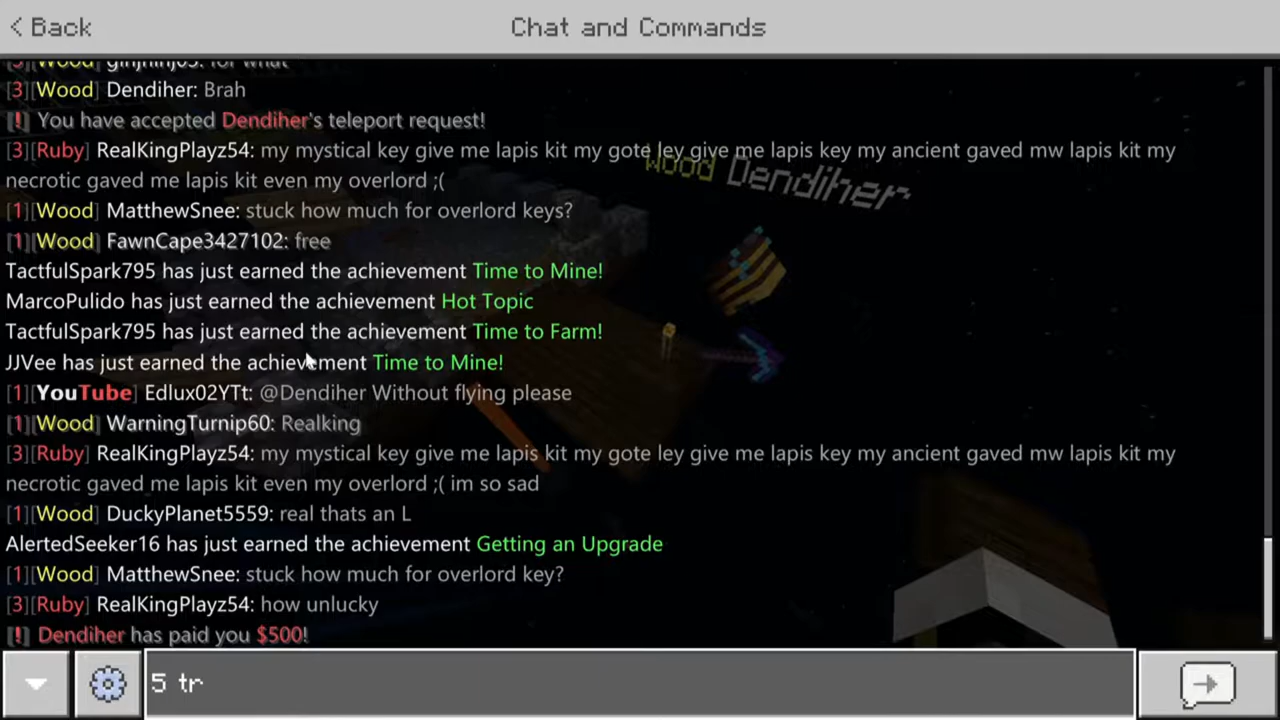 Back
Chat and Commands
[3][Wood] ginjninj05: for what
[3][Wood] Dendiher: Brah
[!] You have accepted Dendiher's teleport request!
[3][Ruby] RealKingPlayz54: my mystical key give me lapis kit my gote ley give me lapis key my ancient gaved mw lapis kit my
necrotic gaved me lapis kit even my overlord ;(
Wood Dendiher
[1][Wood] MatthewSnee: stuck how much for overlord keys?
[1][Wood] FawnCape3427102: free
TactfulSpark795 has just earned the achievement Time to Mine!
MarcoPulido has just earned the achievement Hot Topic
TactfulSpark795 has just earned the achievement Time to Farm!
JJVee has just earned the achievement Time to Mine!
[1][YouTube] Edlux02YTt: @Dendiher Without flying please
[1][Wood] WarningTurnip60: Realking
[3][Ruby] RealKingPlayz54: my mystical key give me lapis kit my gote ley give me lapis key my ancient gaved mw lapis kit my
necrotic gaved me lapis kit even my overlord ;( im so sad
[1][Wood] DuckyPlanet5559: real thats an L
AlertedSeeker16 has just earned the achievement Getting an Upgrade
[1][Wood] MatthewSnee: stuck how much for overlord key?
[3][Ruby] RealKingPlayz54: how unlucky
[!] Dendiher has paid you $500!
5 tr